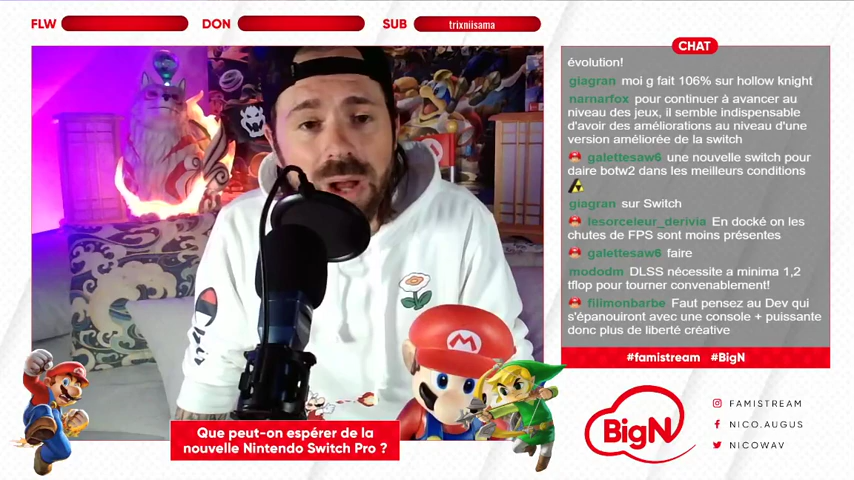 FLW
DON
SUB
trixniisama
CHAT
évolution!
giagran moi g fait 106% sur hollow knight
narnarfox pour continuer à avancer au
niveau des jeux, il semble indispensable
d'avoir des améliorations au niveau d'une
version améliorée de la switch
galettesaw6 une nouvelle switch pour
daire botw2 dans les meilleurs conditions
giagran sur Switch
lesorceleur_derivia En docké on les
chutes de FPS sont moins présentes
galettesaw6 faire
mododm DLSS nécessite a minima 1,2
tflop pour tourner convenablement!
filimonbarbe Faut pensez au Dev qui
s'épanouiront avec une console + puissante
donc plus de liberté créative
#famistream #BigN
Que peut-on espérer de la
nouvelle Nintendo Switch Pro ?
BigN
FAMISTREAM
NICO.AUGUS
NICOWAV
M